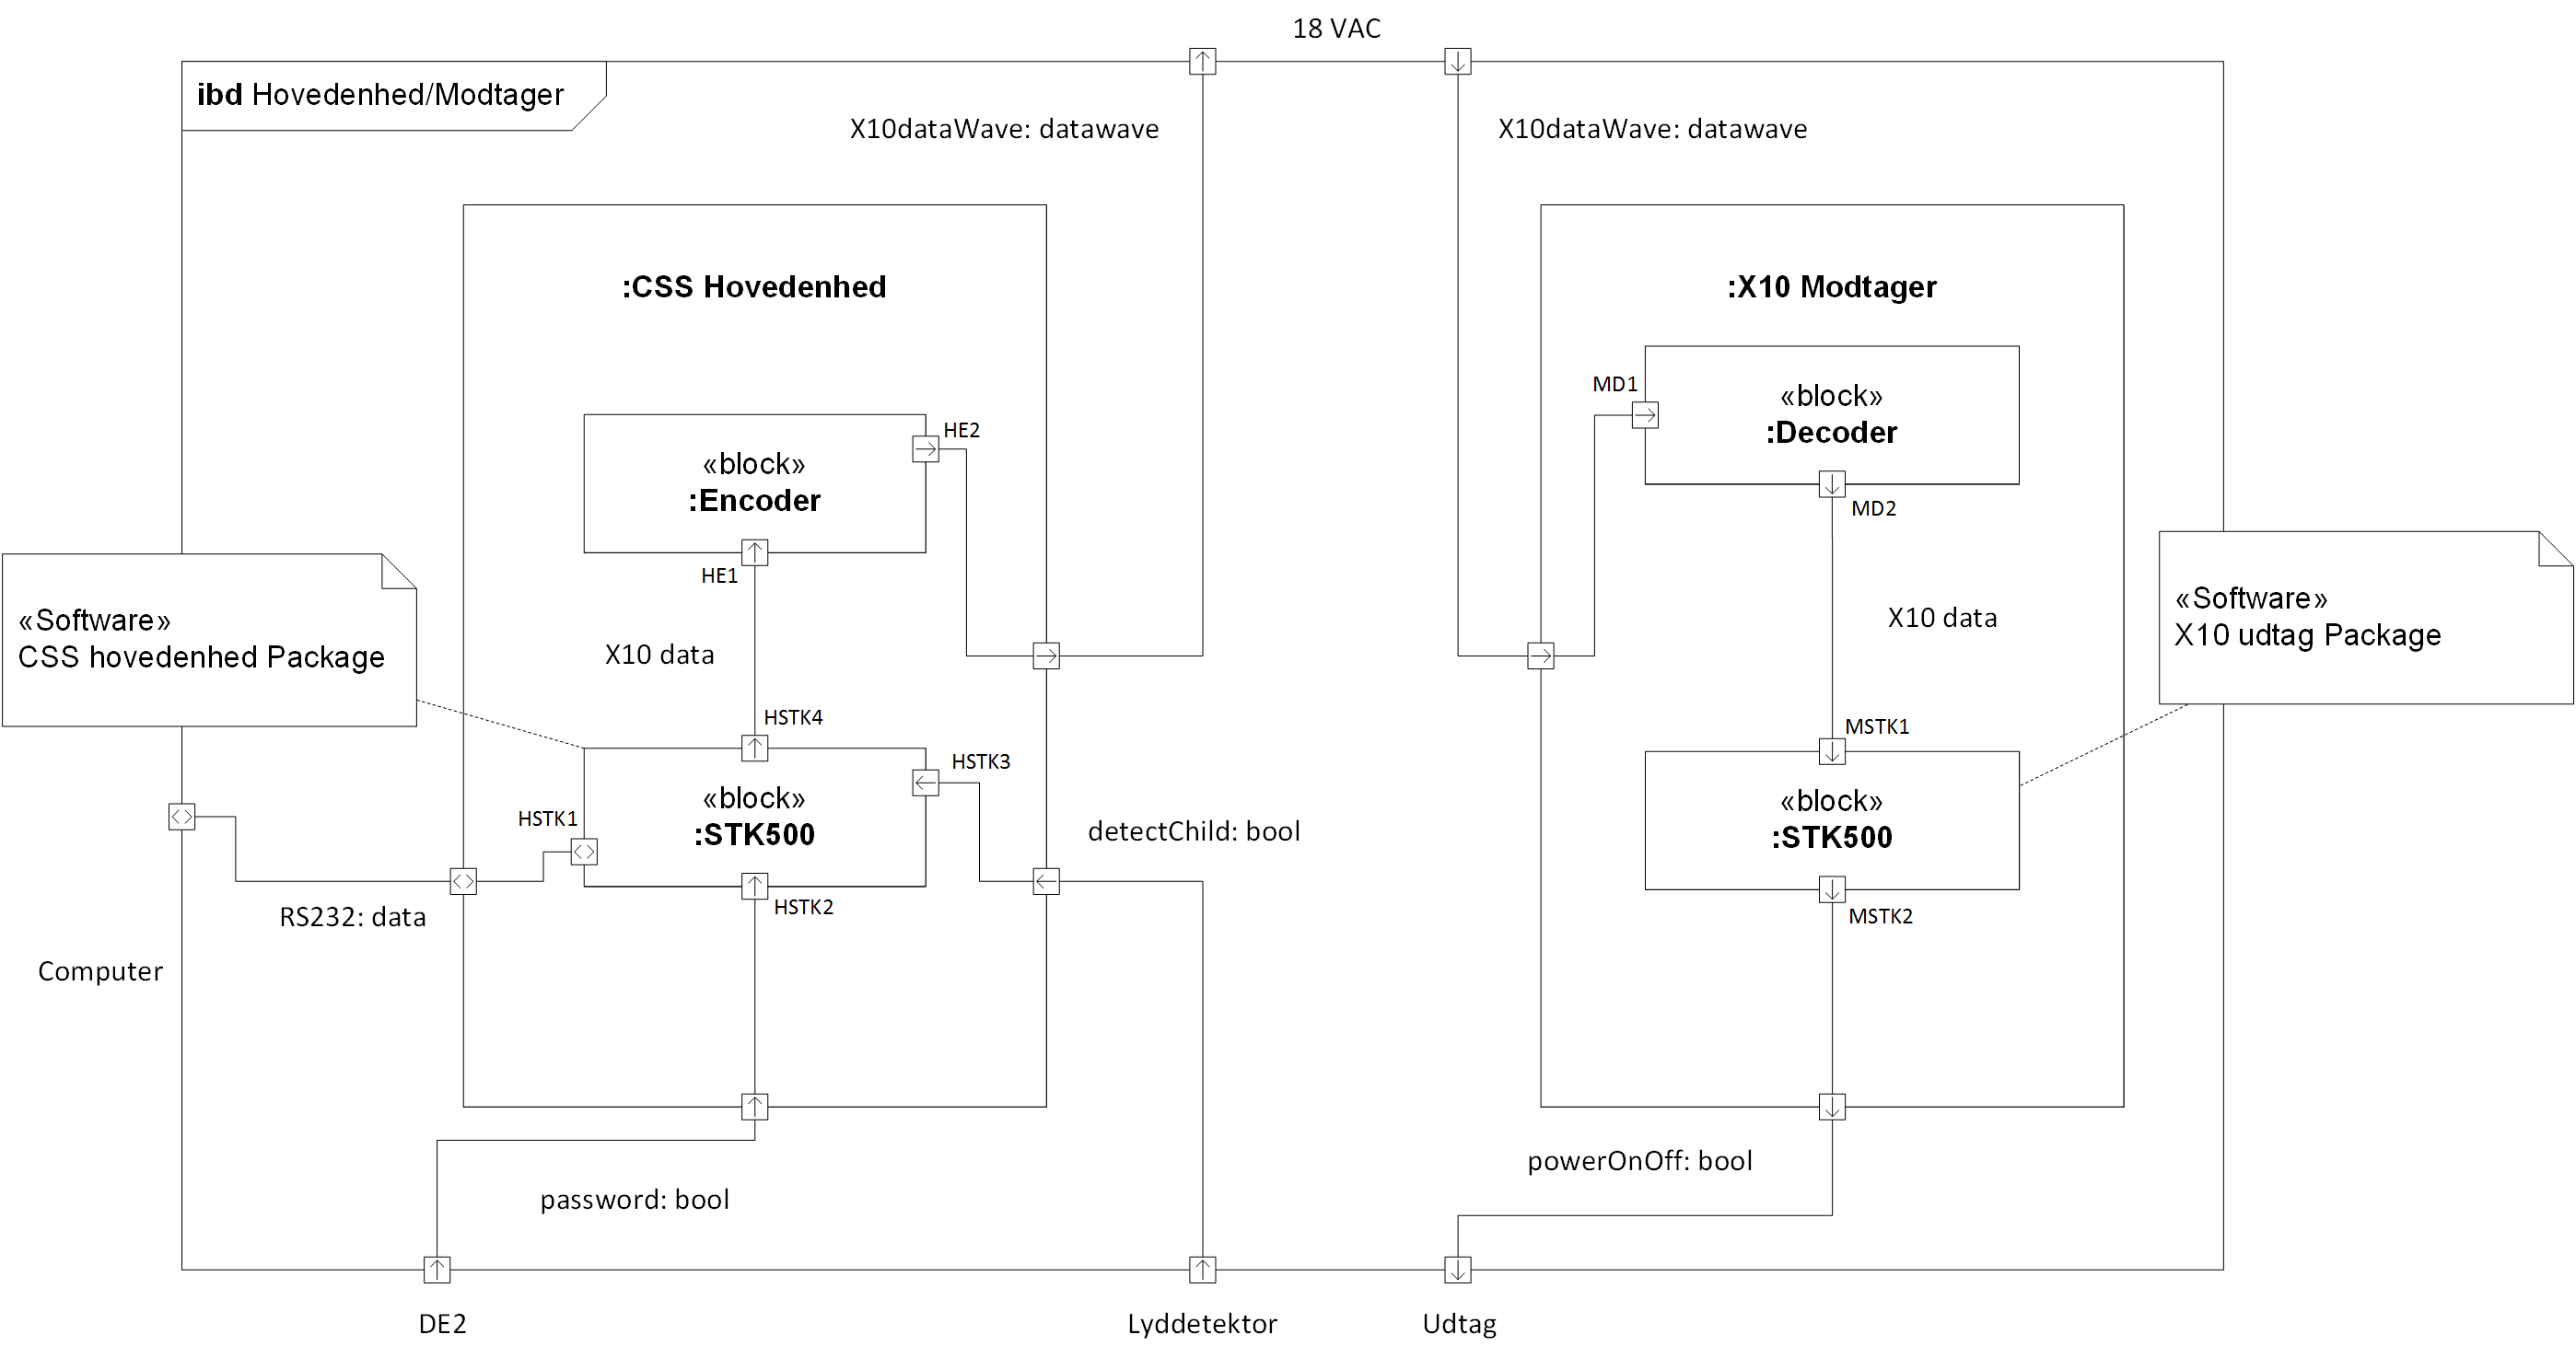 18 VAC
ibd Hovedenhed/Modtager
X10dataWave: datawave
X10dataWave: datawave
:CSS Hovedenhed
:X10 Modtager
MD1
«block»
:Decoder
HE2
«block»
:Encoder
MD2
HE1
«Software»
CSS hovedenhed Package
X10 data
X10 data
«Software»
X10 udtag Package
HSTK4
MSTK1
HSTK3
HSTK1
«block»
:STK500
detectChild: bool
«block»
:STK500
HSTK2
RS232: data
MSTK2
Computer
powerOnOff: bool
password: bool
DE2
Lyddetektor
Udtag